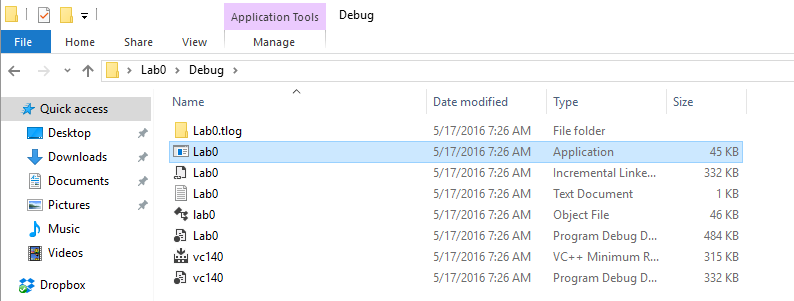 Application Tools Debug
File Manage
Lab0 Debug
Name Date modified Type Size
Quick access
Desktop
Downloads
Documents
Pictures
Music
Videos
Dropbox
Lab0.tlog 5/17/2016 7:26 AM File folder
Lab0 5/17/2016 7:26 AM Application 45 KB
Lab0 5/17/2016 7:26 AM Incremental Linke... 332 KB
Lab0 5/17/2016 7:26 AM Text Document 1 KB
lab0 5/17/2016 7:26 AM Object File 46 KB
Lab0 5/17/2016 7:26 AM Program Debug D... 484 KB
vc140 5/17/2016 7:26 AM VC++ Minimum R... 315 KB
vc140 5/17/2016 7:26 AM Program Debug D... 332 KB